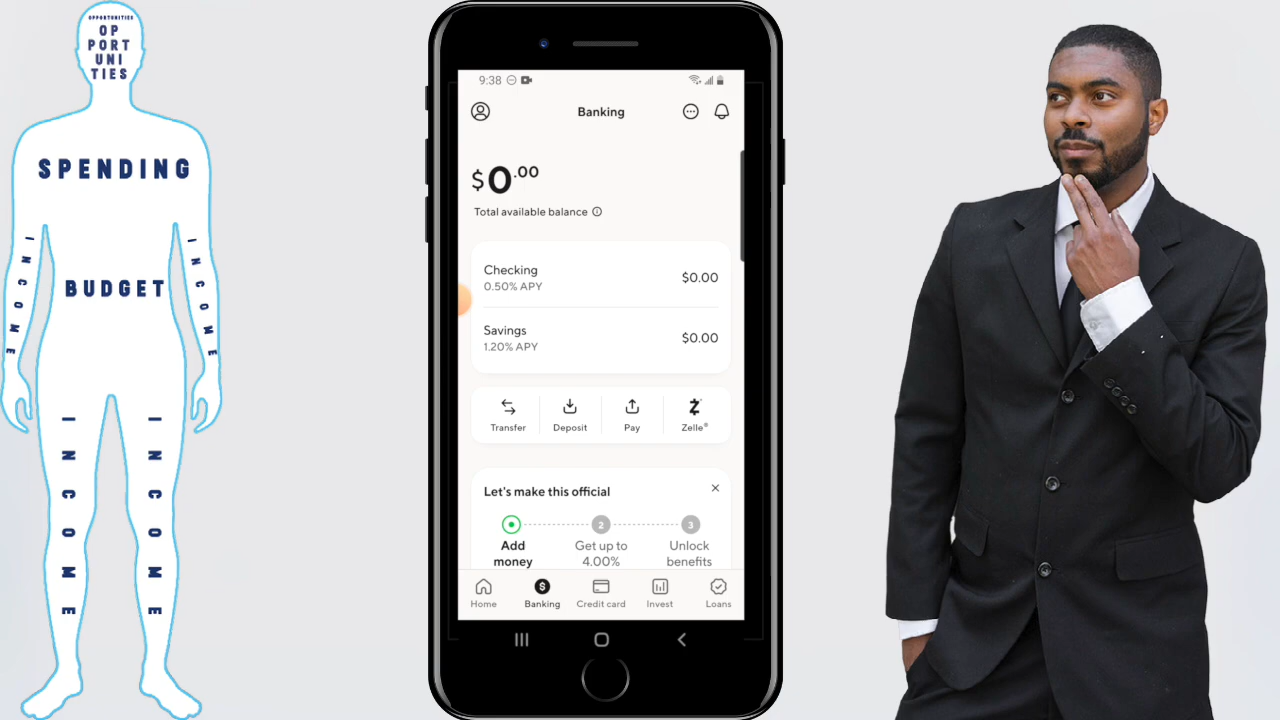 OPPORTUNITIES
OP
PORT
UNI
TIES
SPENDING
BUDGET
INCOME
INCOME
INCOME
INCOME
9:38
Banking
$0.00
Total available balance
Checking
$0.00
0.50% APY
Savings
$0.00
1.20% APY
Transfer
Deposit
Pay
Zelle®
Let's make this official
2
3
Add money
Get up to 4.00%
Unlock benefits
Home
Banking
Credit card
Invest
Loans